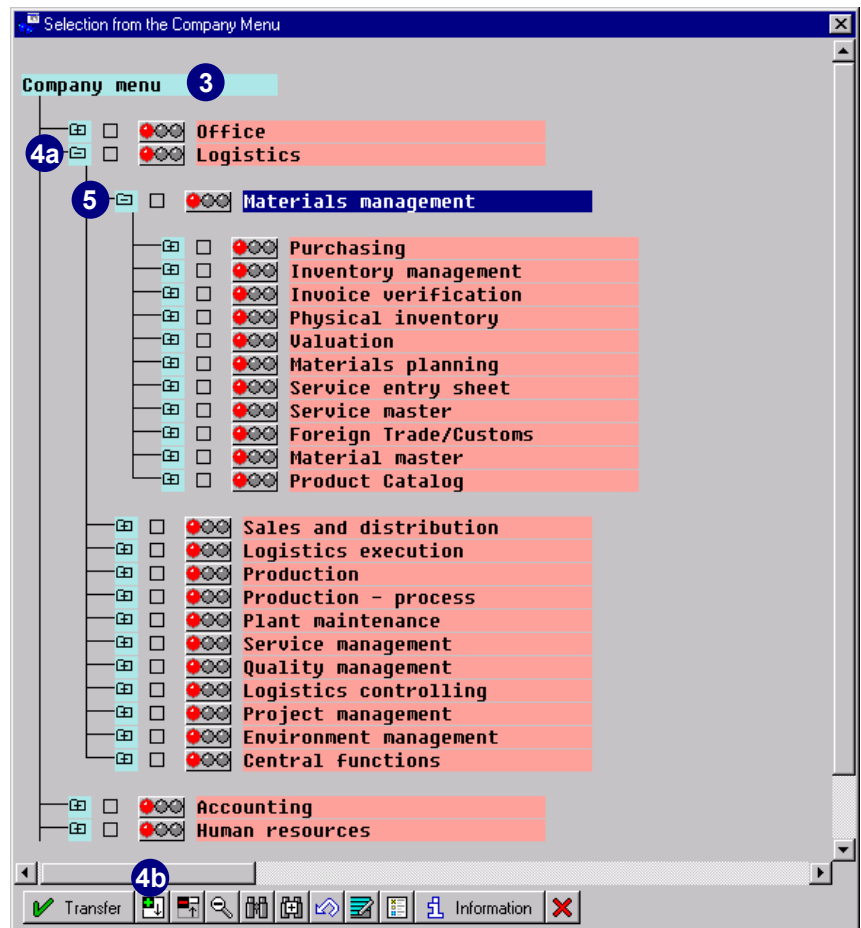 Selection from the Company Menu
Company menu 3
Office
4a Logistics
5 Materials management
Purchasing
Inventory management
Invoice verification
Physical inventory
Valuation
Materials planning
Service entry sheet
Service master
Foreign Trade/Customs
Material master
Product Catalog
Sales and distribution
Logistics execution
Production
Production - process
Plant maintenance
Service management
Quality management
Logistics controlling
Project management
Environment management
Central functions
Accounting
Human resources
4b
Transfer Information